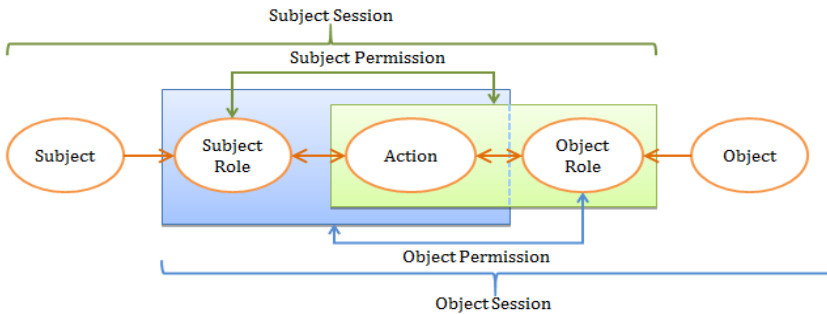 Subject Session
Subject Permission
Subject
Subject
Role
Action
Object
Role
Object
Object Permission
Object Session